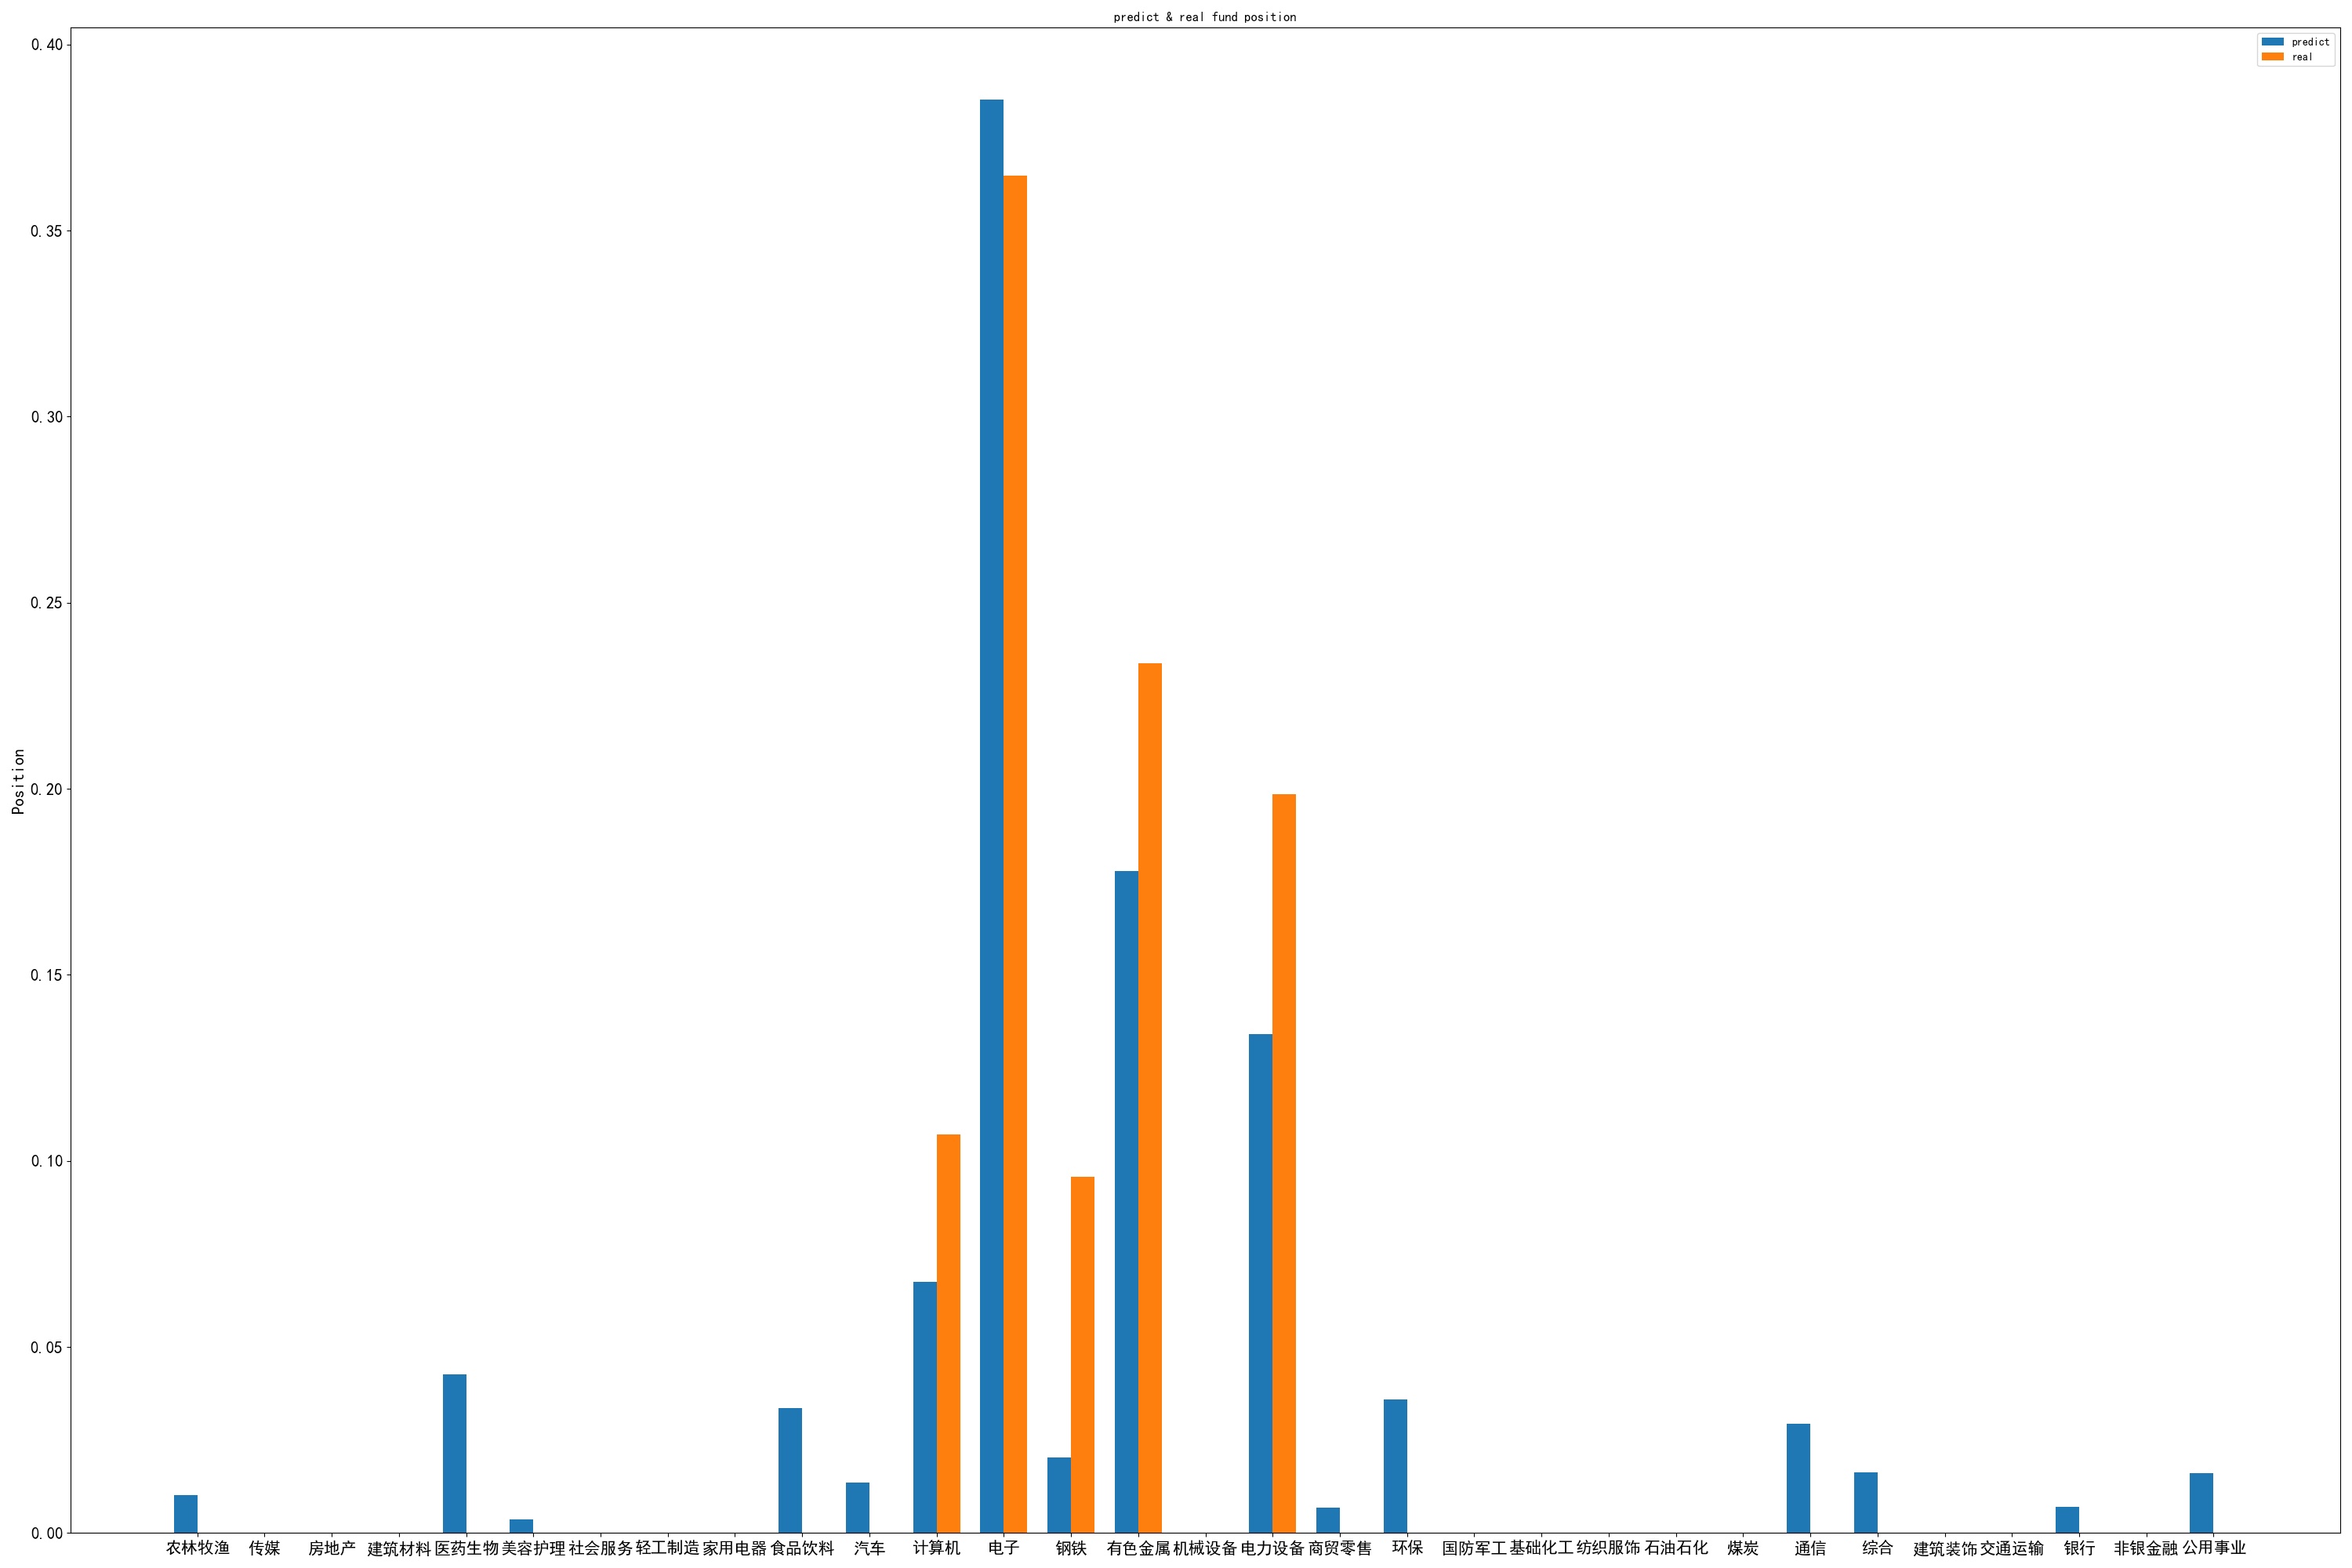 predict & real fund position
predict
real
0.40
0.35
0.30
0.25
0.20
0.15
0.10
0.05
0.00
Position
农林牧渔 传媒 房地产 建筑材料 医药生物 美容护理 社会服务 轻工制造 家用电器 食品饮料 汽车 计算机 电子 钢铁 有色金属 机械设备 电力设备 商贸零售 环保 国防军工 基础化工 纺织服饰 石油石化 煤炭 通信 综合 建筑装饰 交通运输 银行 非银金融 公用事业